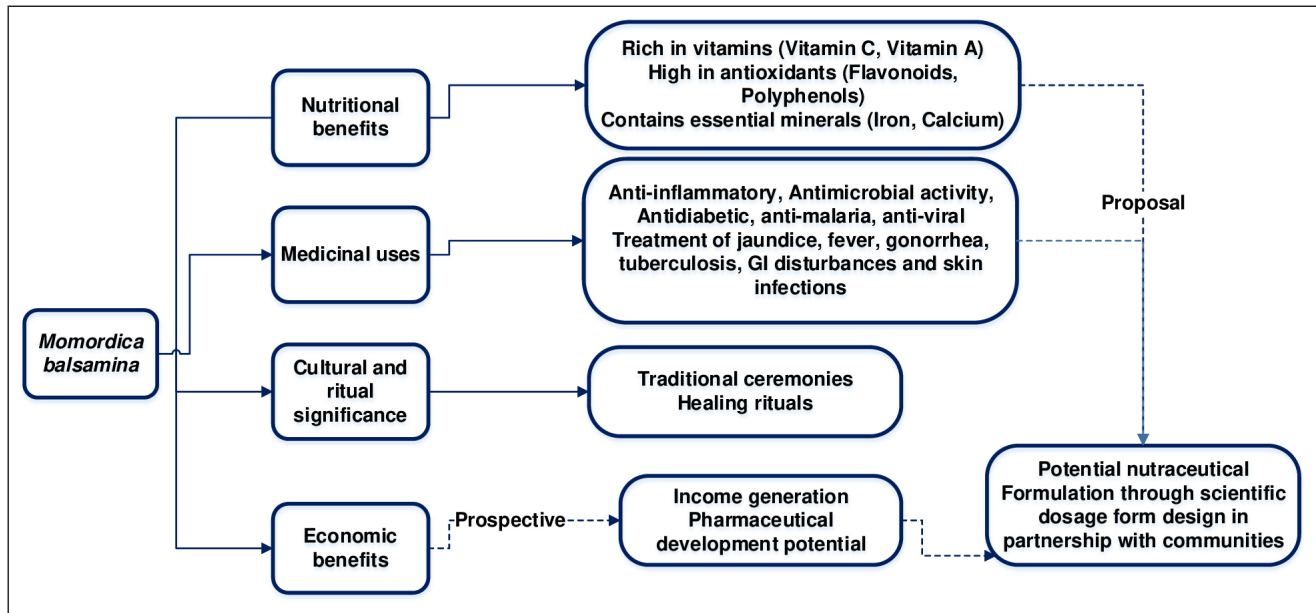 Momordica
balsamina
Nutritional
benefits
Rich in vitamins (Vitamin C, Vitamin A)
High in antioxidants (Flavonoids,
Polyphenols)
Contains essential minerals (Iron, Calcium)
Medicinal uses
Anti-inflammatory, Antimicrobial activity,
Antidiabetic, anti-malaria, anti-viral
Treatment of jaundice, fever, gonorrhea,
tuberculosis, GI disturbances and skin
infections
Proposal
Cultural and
ritual
significance
Traditional ceremonies
Healing rituals
Economic
benefits
Prospective
Income generation
Pharmaceutical
development potential
Potential nutraceutical
Formulation through scientific
dosage form design in
partnership with communities